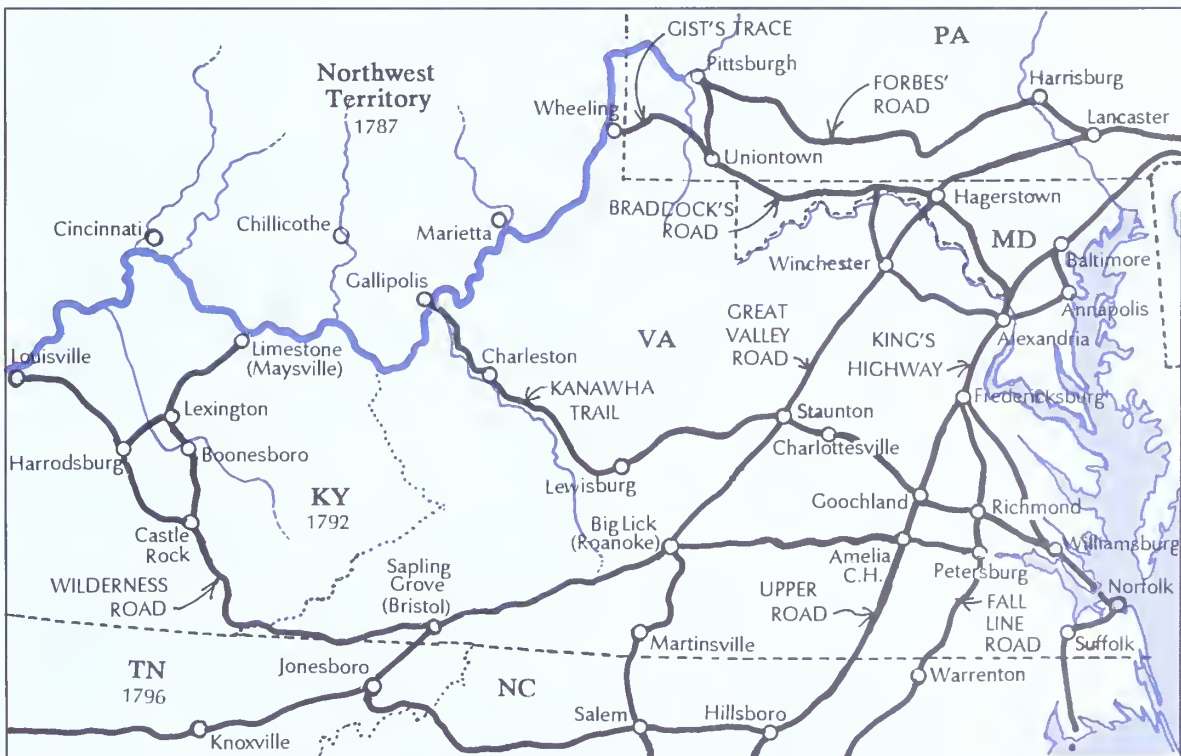 GIST'S TRACE
PA
Pittsburgh
Northwest
Territory
1787
FORBES'
ROAD
Harrisburg
Wheeling
Lancaster
Uniontown
Hagerstown
BRADDOCK'S
ROAD
Cincinnati
Chillicothe
Marietta
MD
Baltimore
Winchester
Gallipolis
Annapolis
GREAT
VALLEY
ROAD
KING'S
HIGHWAY
Alexandria
VA
Louisville
Limestone
(Maysville)
Charleston
KANAWHA
TRAIL
Fredericksburg
Lexington
Staunton
Charlottesville
Harrodsburg
Boonesboro
Lewisburg
KY
1792
Goochland
Richmond
Castle
Rock
Big Lick
(Roanoke)
Amelia
C.H.
Williamsburg
Petersburg
WILDERNESS
ROAD
Sapling
Grove
(Bristol)
UPPER
ROAD
FALL
LINE
ROAD
Norfolk
Martinsville
Suffolk
TN
1796
Jonesboro
NC
Warrenton
Knoxville
Salem
Hillsboro